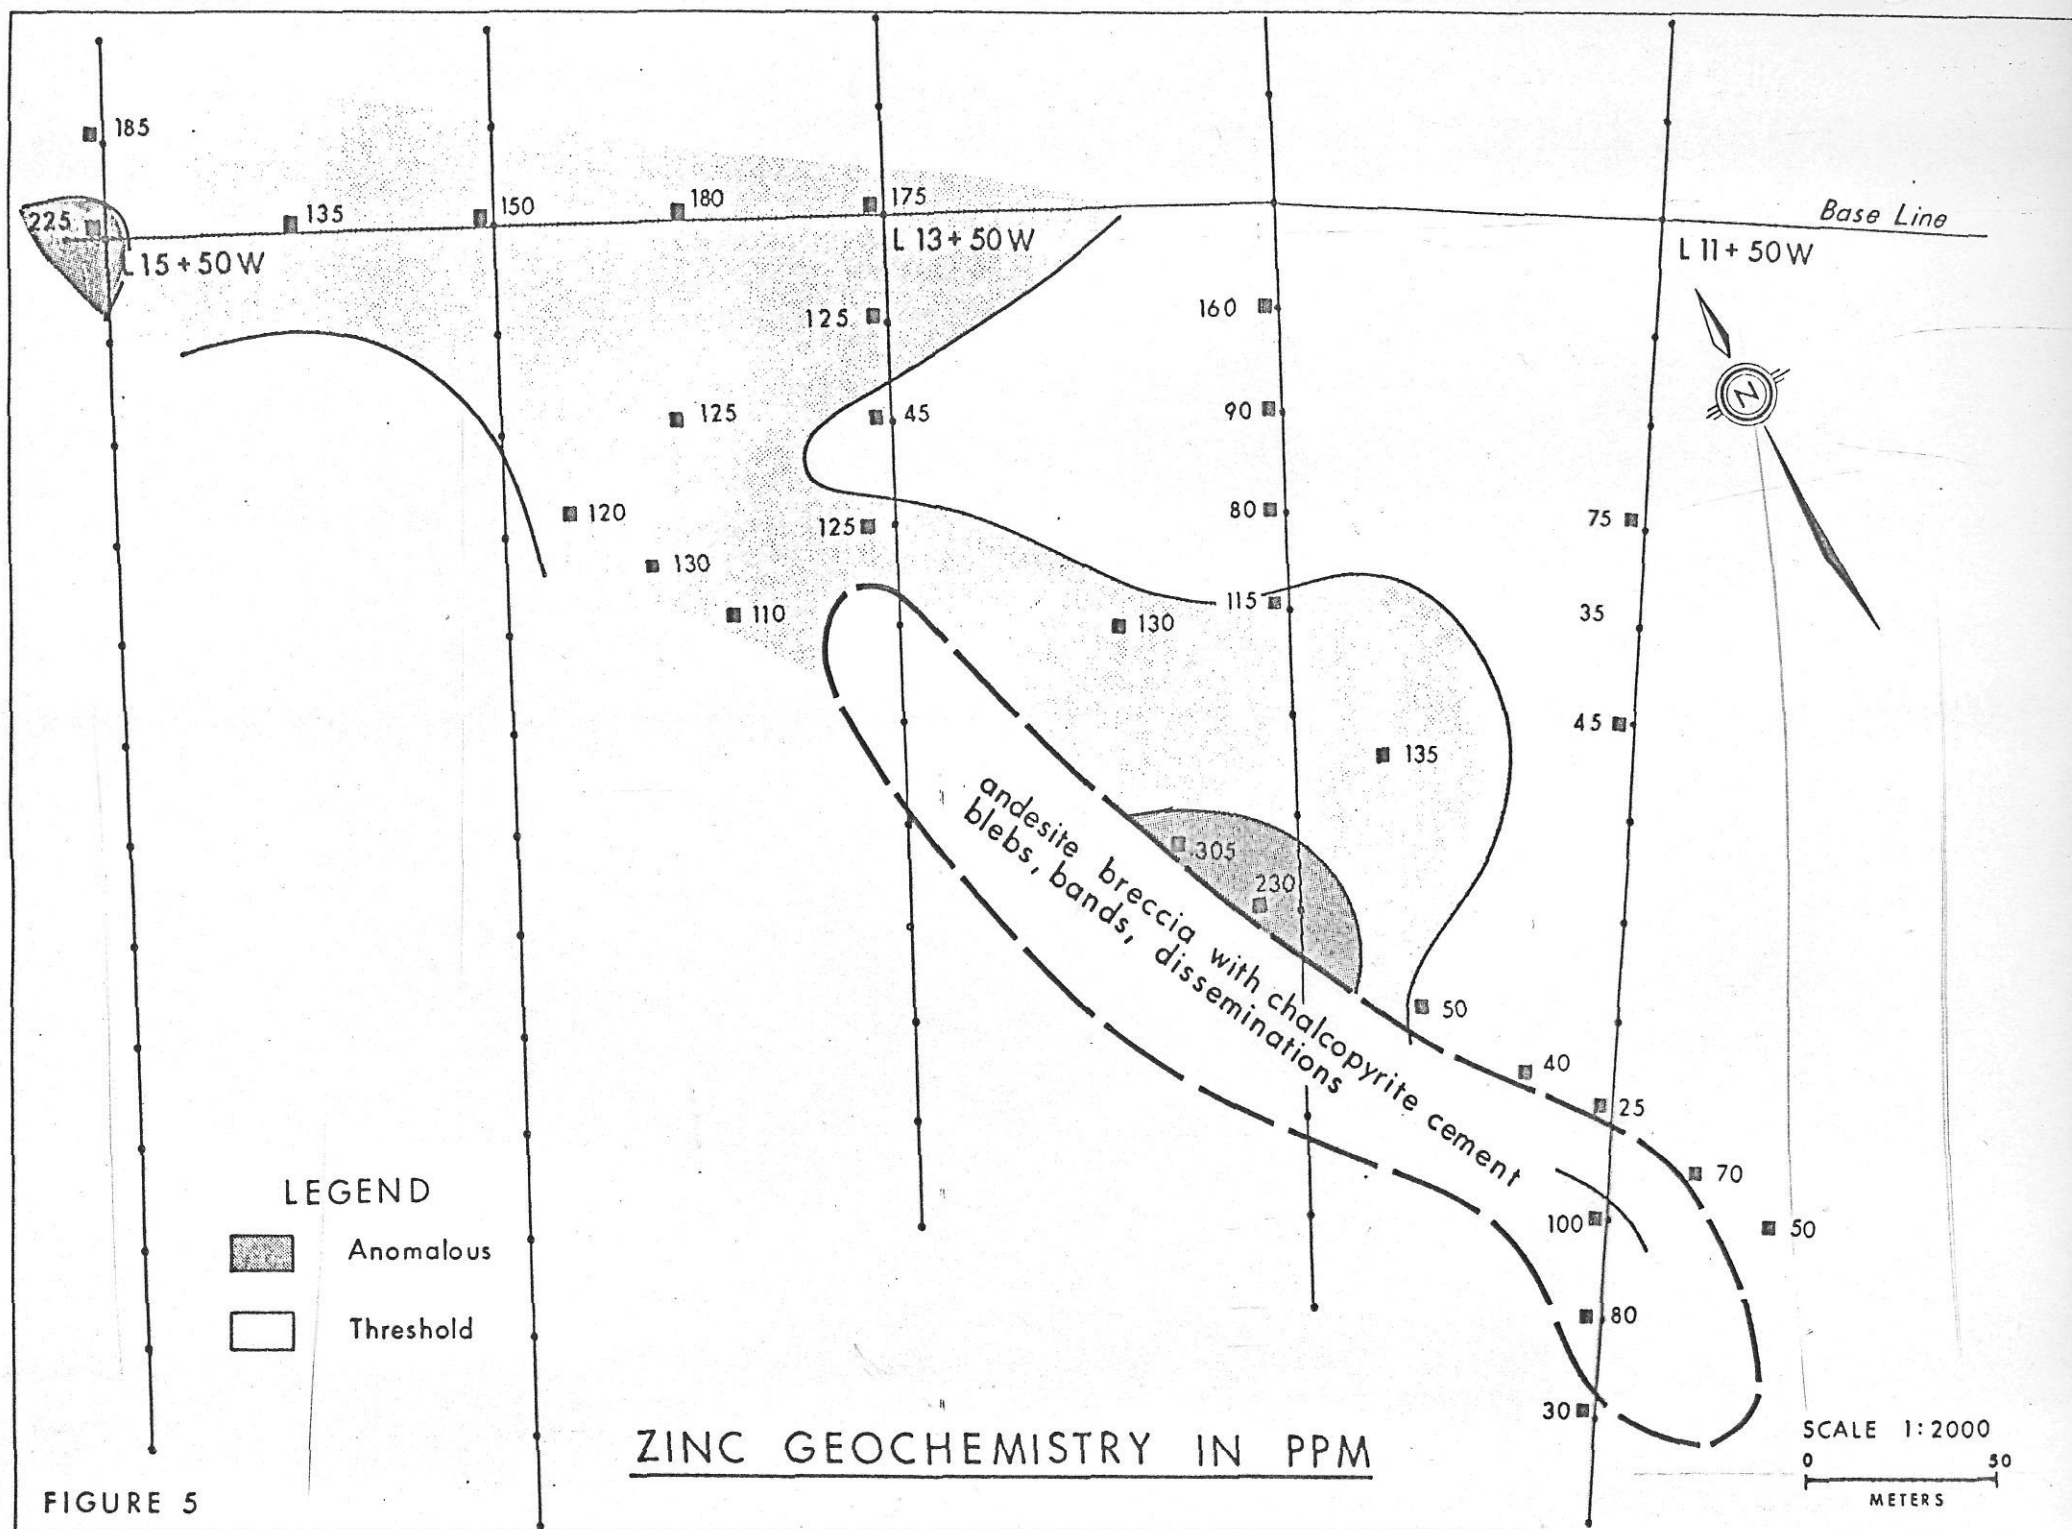 185
225
135
150
180
175
Base Line
L 15+50W
L 13+50W
L 11+50W
125
160
N
125
45
90
120
125
80
75
130
110
130
115
35
45
135
andesite breccia with chalcopyrite cement
blebs, bands, disseminations
305
230
50
40
25
70
100
50
80
30
LEGEND
Anomalous
Threshold
ZINC GEOCHEMISTRY IN PPM
SCALE 1:2000
0 50
METERS
FIGURE 5